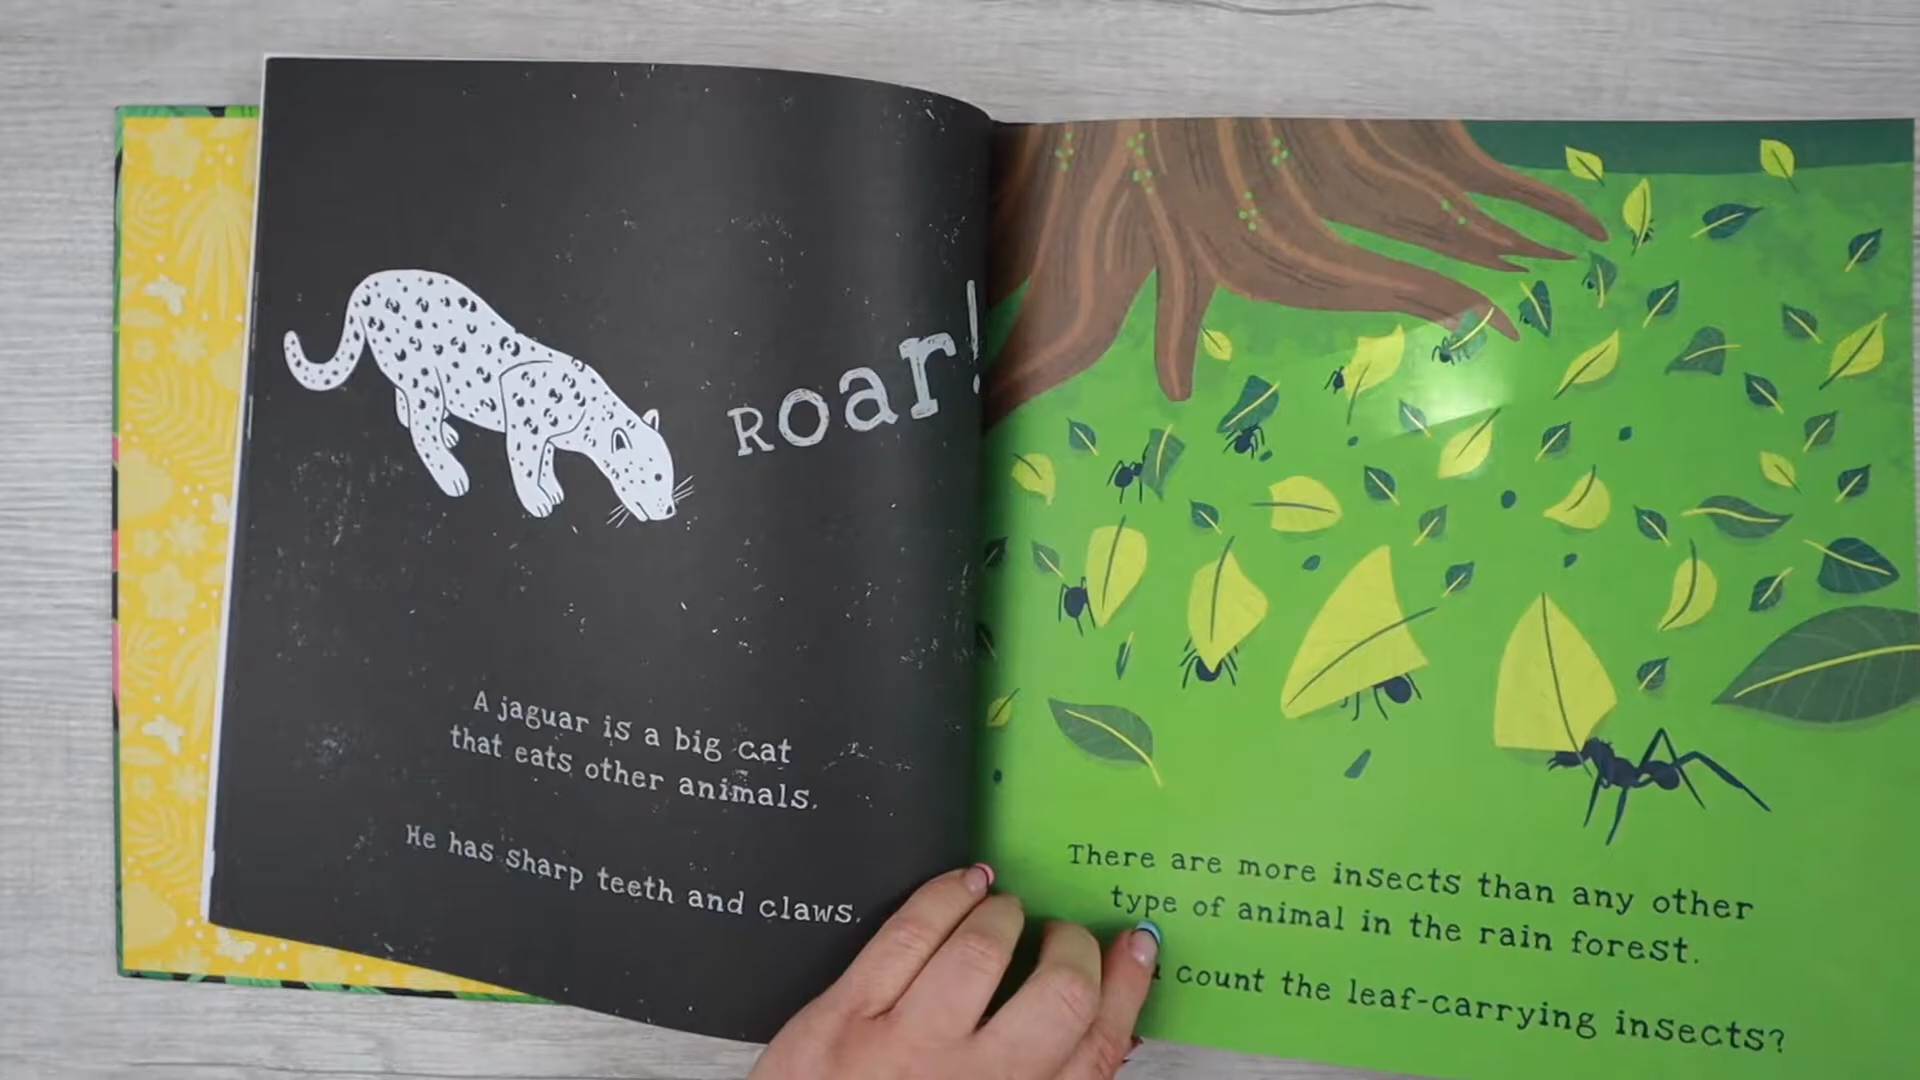 Roar!
A jaguar is a big cat
that eats other animals.
He has sharp teeth and claws.
There are more insects than any other
type of animal in the rain forest.
count the leaf-carrying insects?